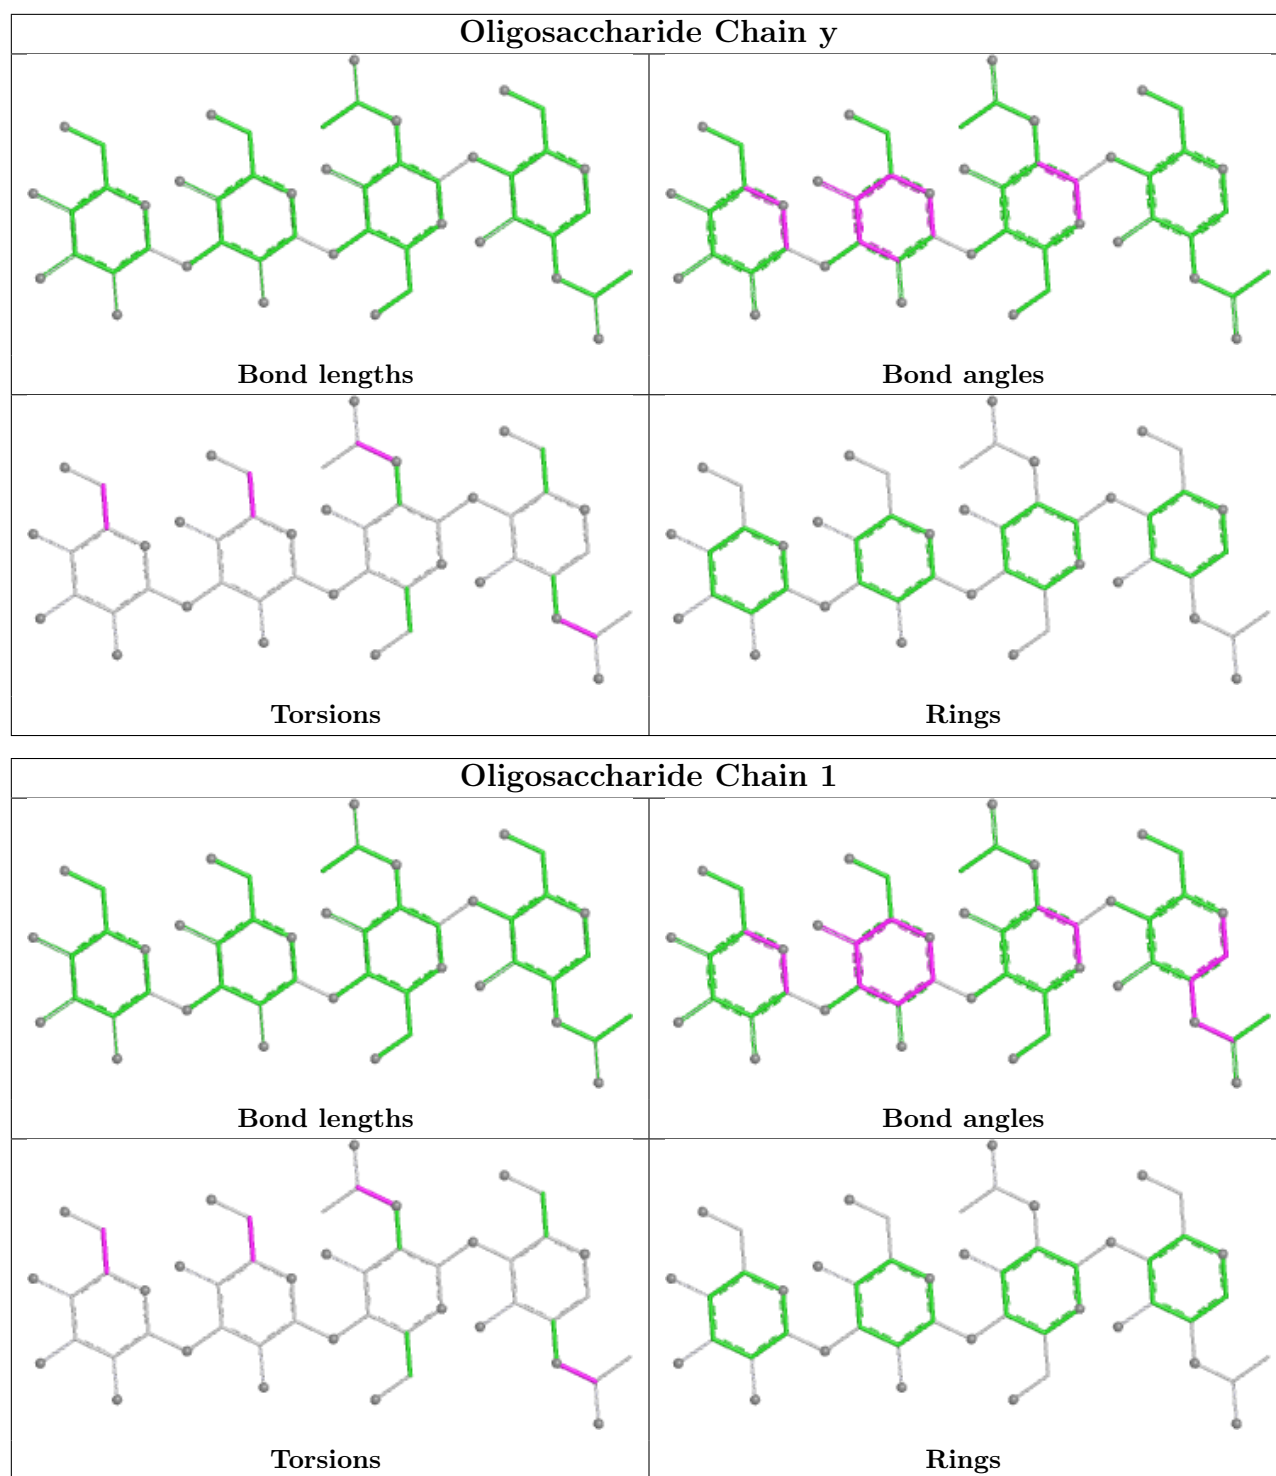 Oligosaccharide Chain y
Bond lengths
Bond angles
Torsions
Rings
Oligosaccharide Chain 1
Bond lengths
Bond angles
Torsions
Rings